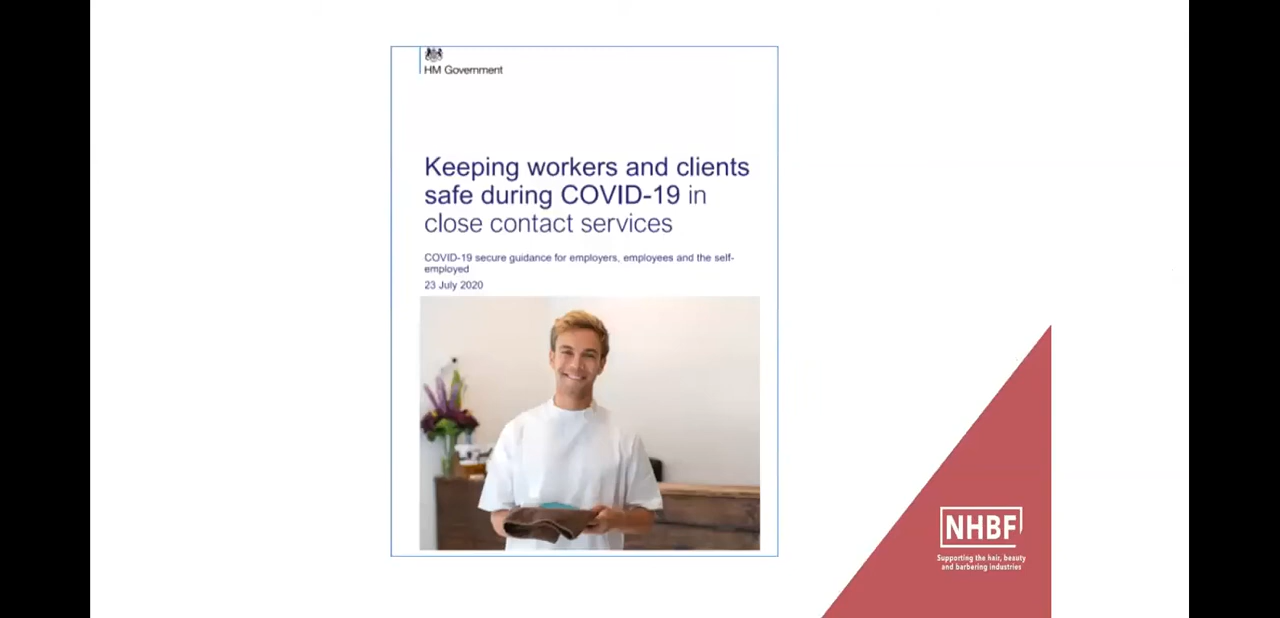 HM Government
Keeping workers and clients
safe during COVID-19 in
close contact services
COVID-19 secure guidance for employers, employees and the self-
employed
23 July 2020
NHBF
Supporting the hair, beauty
and barbering industries